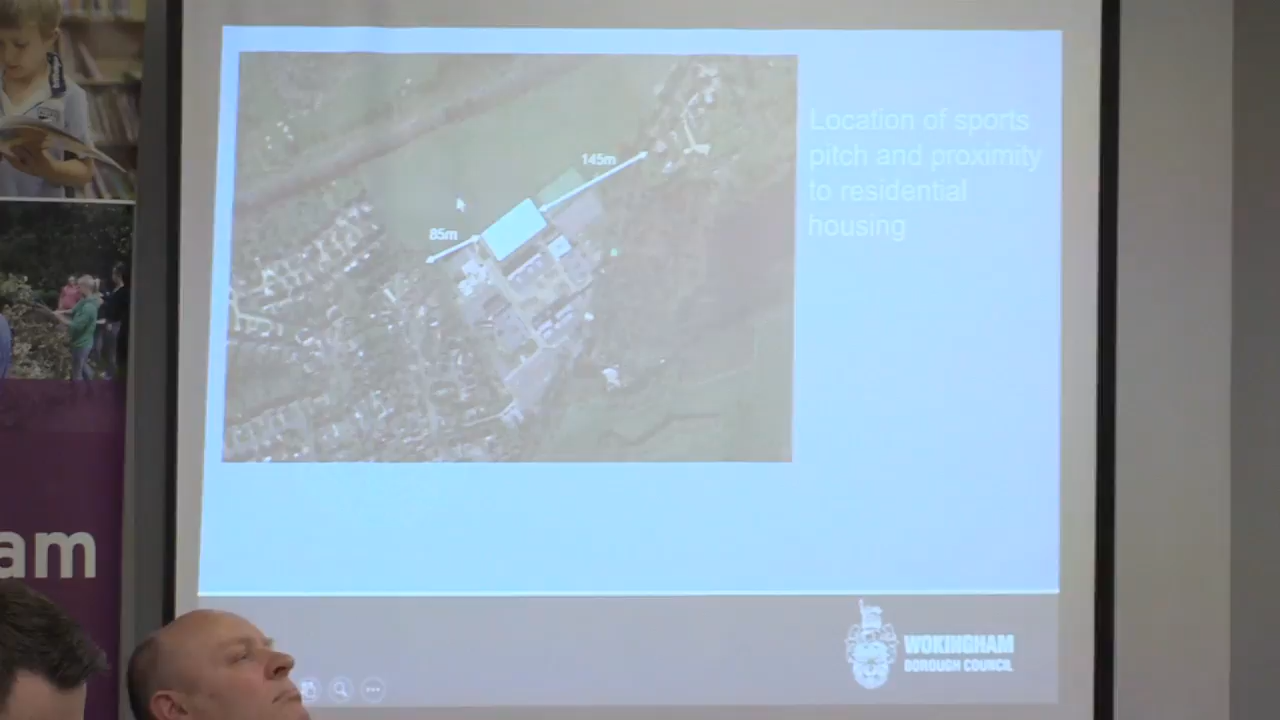 145m
85m
Location of sports
pitch and proximity
to residential
housing
am
WOKINGHAM
BOROUGH COUNCIL